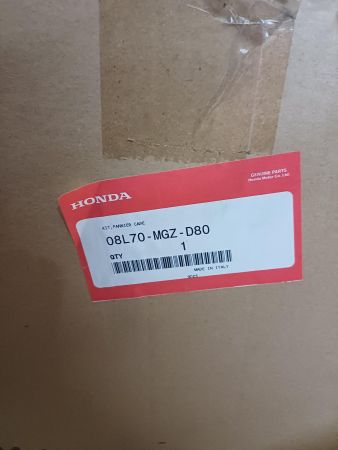 GENUINE PARTS
Honda Motor Co., Ltd.
HONDA
KIT, PANNIER CASE
08L70-MGZ-D80
QTY 1
MADE IN ITALY